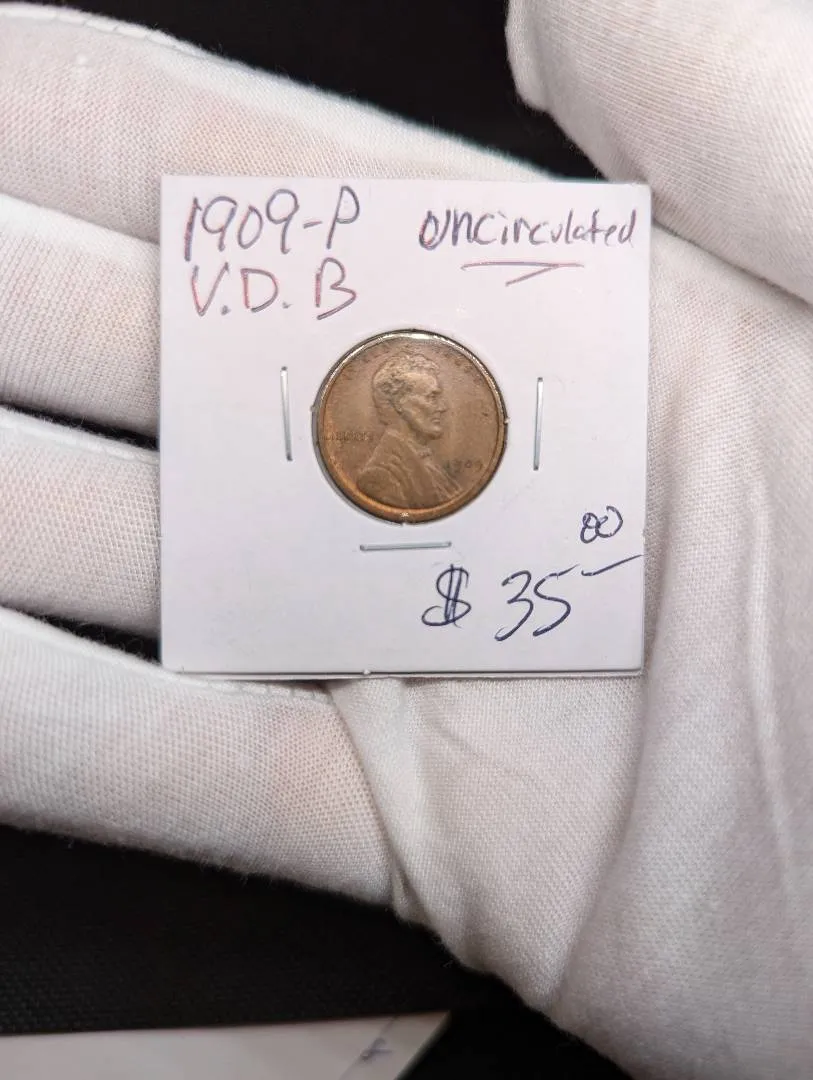 1909-P uncirculated
V.D.B
LIBERTY
1909
$35.00